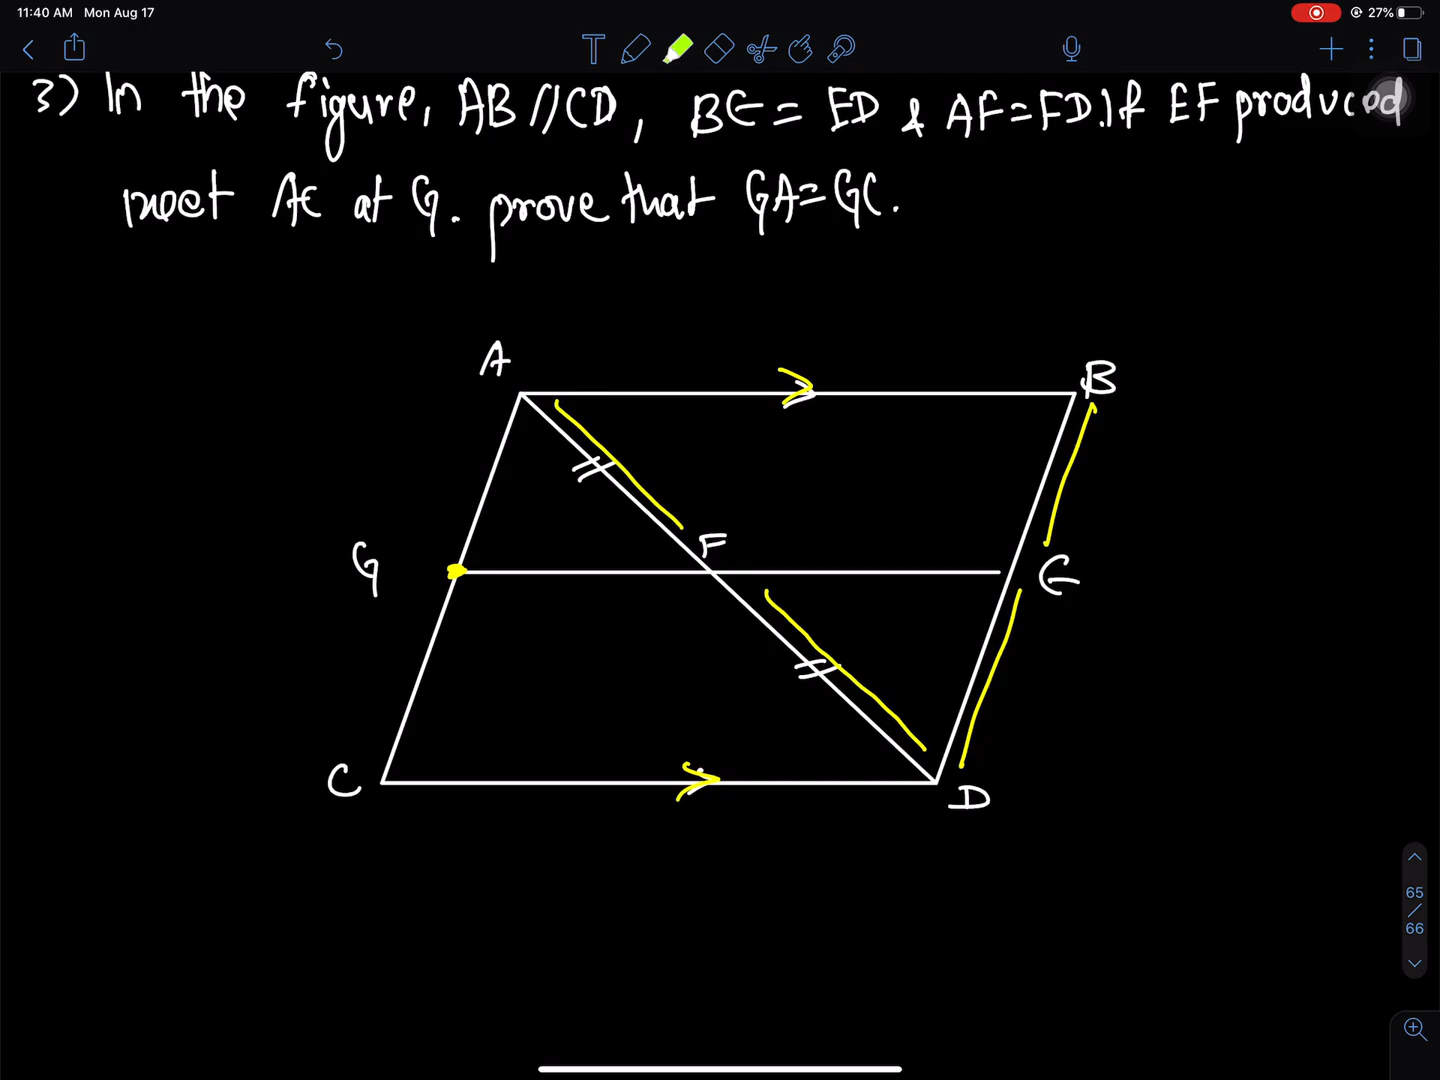 11:40 AM Mon Aug 17
27%
3) In the figure, AB//CD, BE = ED & AF=FD.If EF produced
meet AC at G. prove that GA=GC.
A
B
F
G
E
C
D
65
66